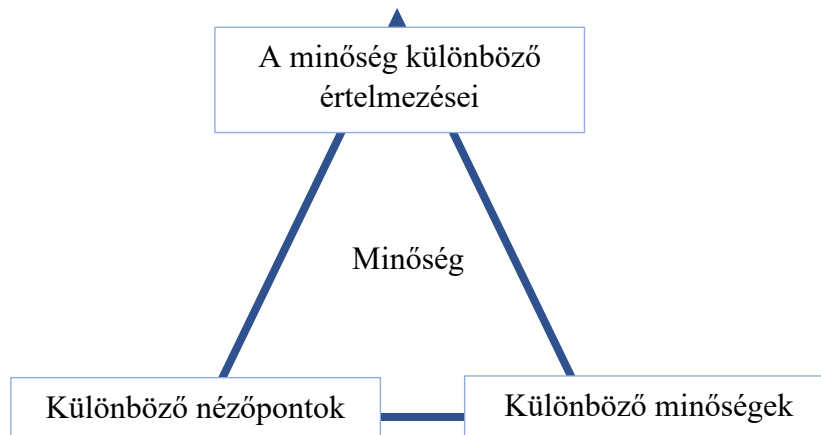 A minőség különböző
értelmezései
Minőség
Különböző nézőpontok
Különböző minőségek